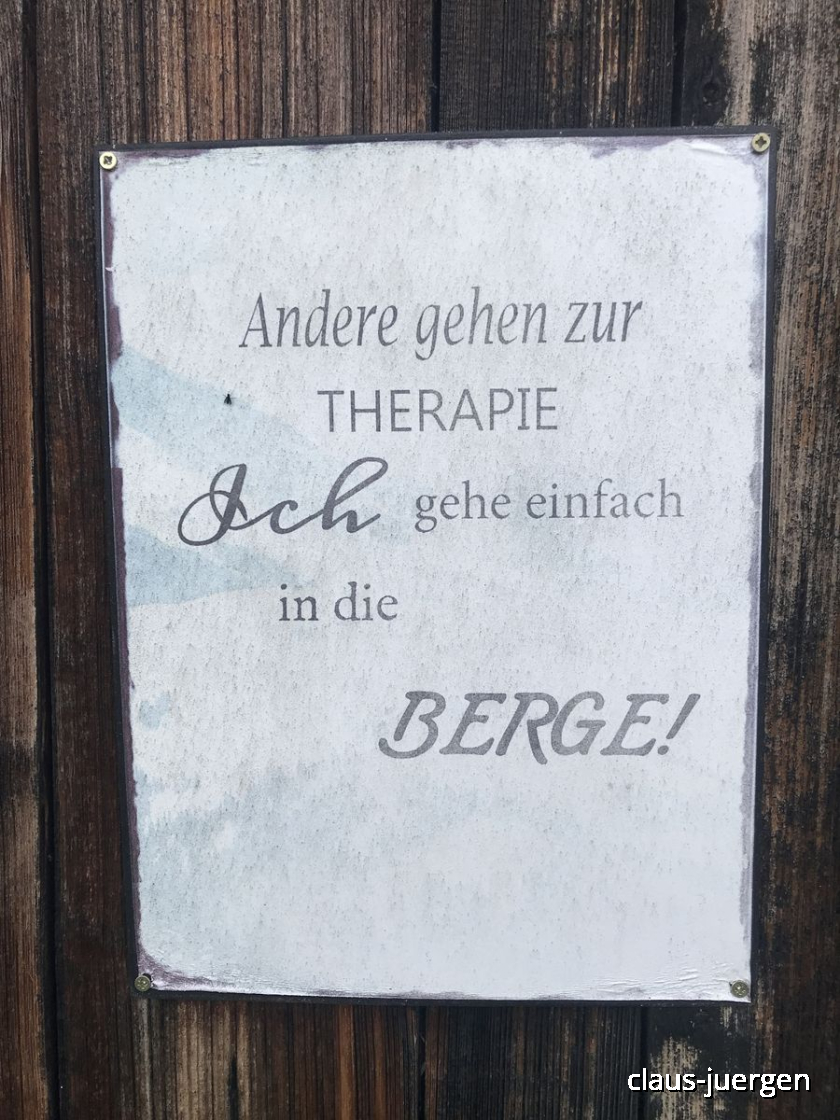 Andere gehen zur
THERAPIE
Ich gehe einfach
in die
BERGE!
claus-juergen